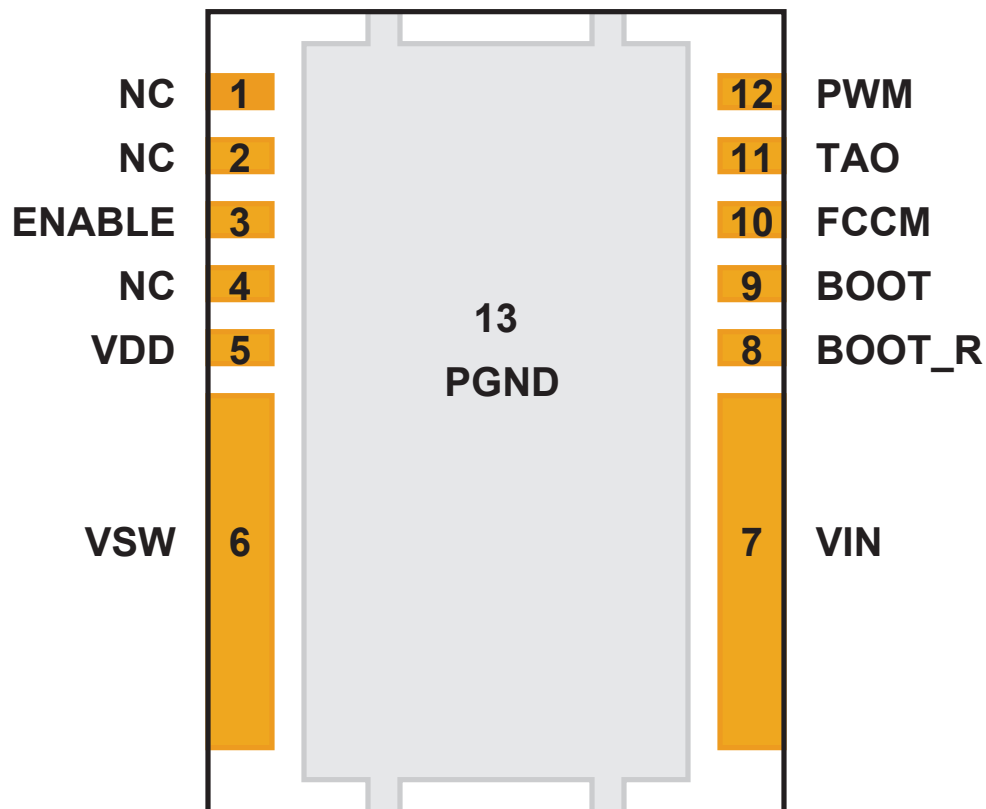 NC 1 12 PWM
NC 2 11 TAO
ENABLE 3 10 FCCM
NC 4 9 BOOT
13
VDD 5 8 BOOT_R
PGND
VSW 6 7 VIN